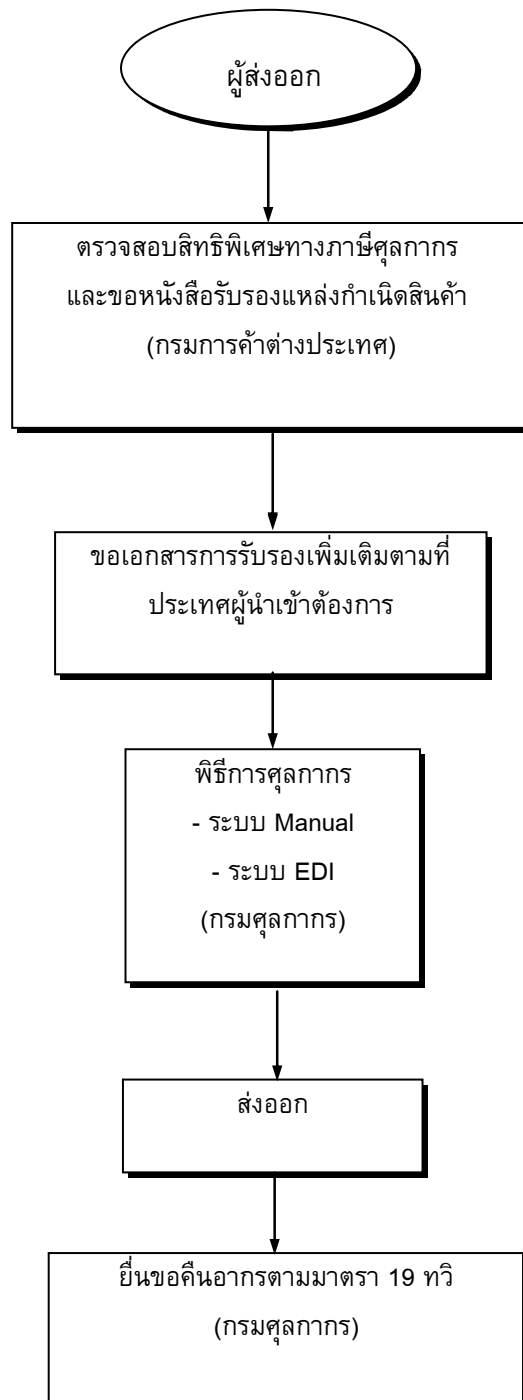 ผู้ส่งออก
ตรวจสอบสิทธิพิเศษทางภาษีศุลกากร
และขอหนังสือรับรองแหล่งกำเนิดสินค้า
(กรมการค้าต่างประเทศ)
ขอเอกสารการรับรองเพิ่มเติมตามที่
ประเทศผู้นำเข้าต้องการ
พิธีการศุลกากร
- ระบบ Manual
- ระบบ EDI
(กรมศุลกากร)
ส่งออก
ยื่นขอคืนอากรตามมาตรา 19 ทวิ
(กรมศุลกากร)